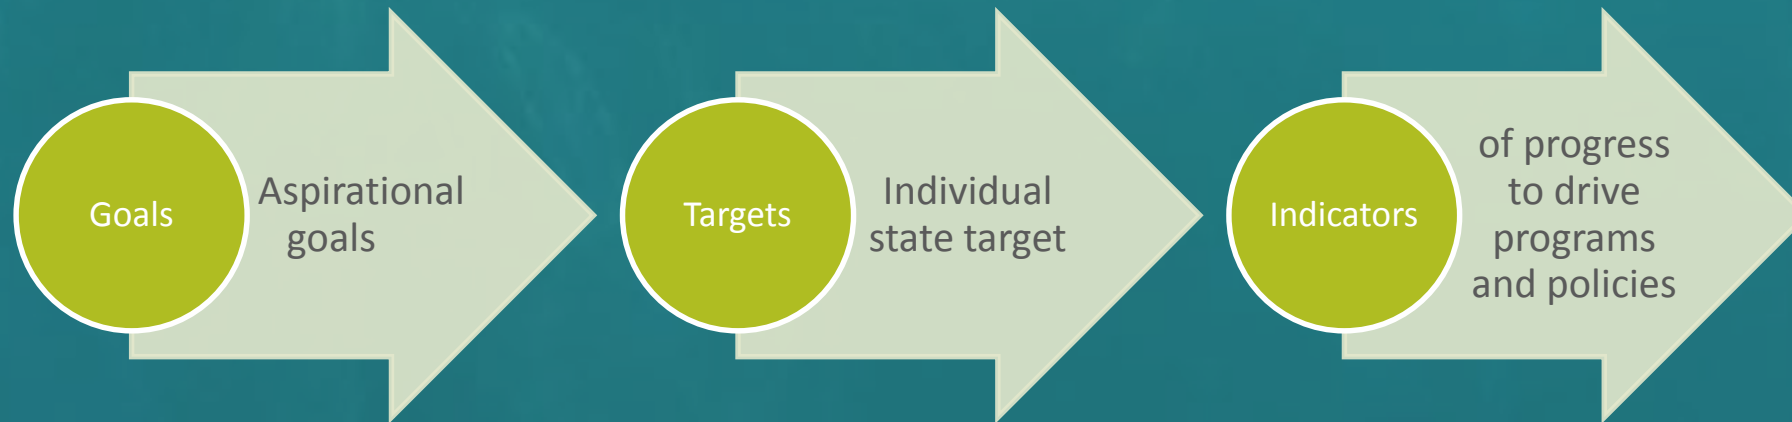 Goals
Aspirational
goals
Targets
Individual
state target
Indicators
of progress
to drive
programs
and policies